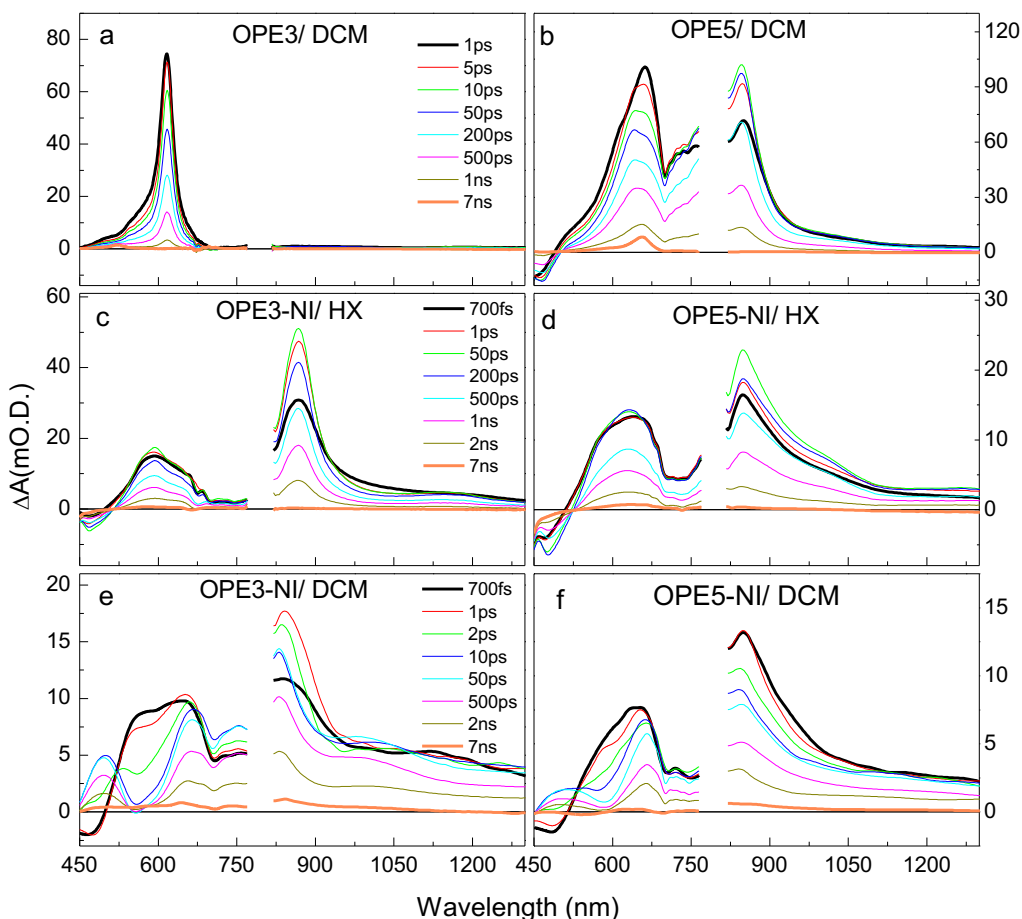 a
OPE3/ DCM
1ps
5ps
10ps
50ps
200ps
500ps
1ns
7ns
80
60
40
20
0
b
OPE5/ DCM
120
90
60
30
0
c
OPE3-NI/ HX
700fs
1ps
50ps
200ps
500ps
1ns
2ns
7ns
60
40
20
0
d
OPE5-NI/ HX
30
20
10
0
ΔA(mO.D.)
e
OPE3-NI/ DCM
700fs
1ps
2ps
10ps
50ps
500ps
2ns
7ns
20
15
10
5
0
450 600 750 900 1050 1200
f
OPE5-NI/ DCM
15
10
5
0
450 600 750 900 1050 1200
Wavelength (nm)